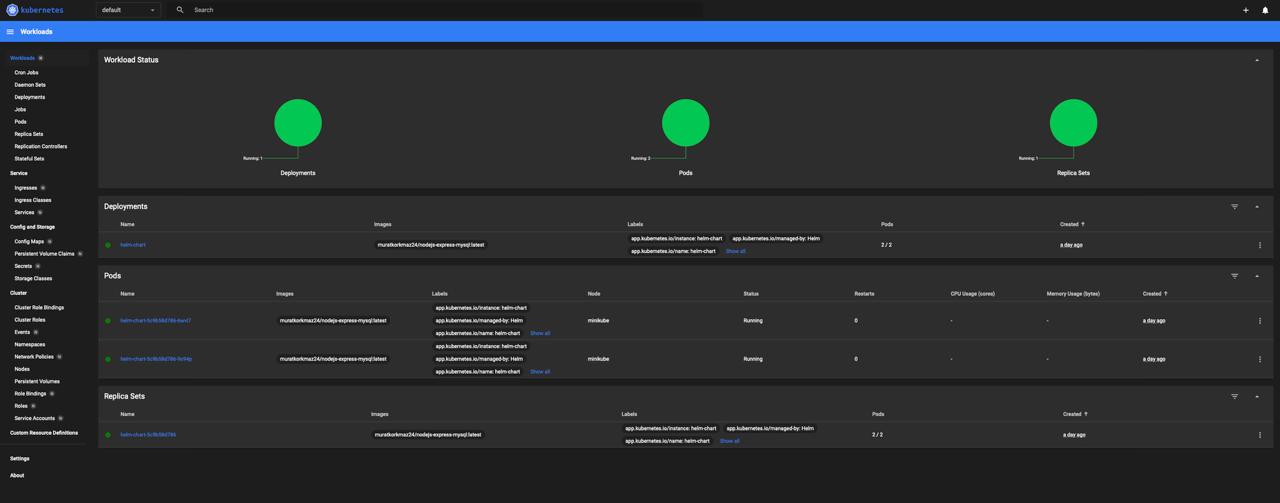 kubernetes
default
Search
Workloads
Workloads N
Cron Jobs
Daemon Sets
Deployments
Jobs
Pods
Replica Sets
Replication Controllers
Stateful Sets
Service
Ingresses N
Ingress Classes
Services N
Config and Storage
Config Maps N
Persistent Volume Claims N
Secrets N
Storage Classes
Cluster
Cluster Role Bindings
Cluster Roles
Events N
Namespaces
Network Policies N
Nodes
Persistent Volumes
Role Bindings N
Roles N
Service Accounts N
Custom Resource Definitions
Settings
About
Workload Status
Running: 1
Deployments
Running: 2
Pods
Running: 1
Replica Sets
Deployments
Name Images Labels Pods Created
helm-chart muratkorkmaz24/nodejs-express-mysql:latest app.kubernetes.io/instance: helm-chart app.kubernetes.io/managed-by: Helm 2 / 2 a day ago
app.kubernetes.io/name: helm-chart Show all
Pods
Name Images Labels Node Status Restarts CPU Usage (cores) Memory Usage (bytes) Created
app.kubernetes.io/instance: helm-chart
muratkorkmaz24/nodejs-express-mysql:latest app.kubernetes.io/managed-by: Helm minikube Running 0 - - a day ago
app.kubernetes.io/name: helm-chart Show all
app.kubernetes.io/instance: helm-chart
muratkorkmaz24/nodejs-express-mysql:latest app.kubernetes.io/managed-by: Helm minikube Running 0 - - a day ago
app.kubernetes.io/name: helm-chart Show all
Replica Sets
Name Images Labels Pods Created
muratkorkmaz24/nodejs-express-mysql:latest app.kubernetes.io/instance: helm-chart app.kubernetes.io/managed-by: Helm 2 / 2 a day ago
app.kubernetes.io/name: helm-chart Show all